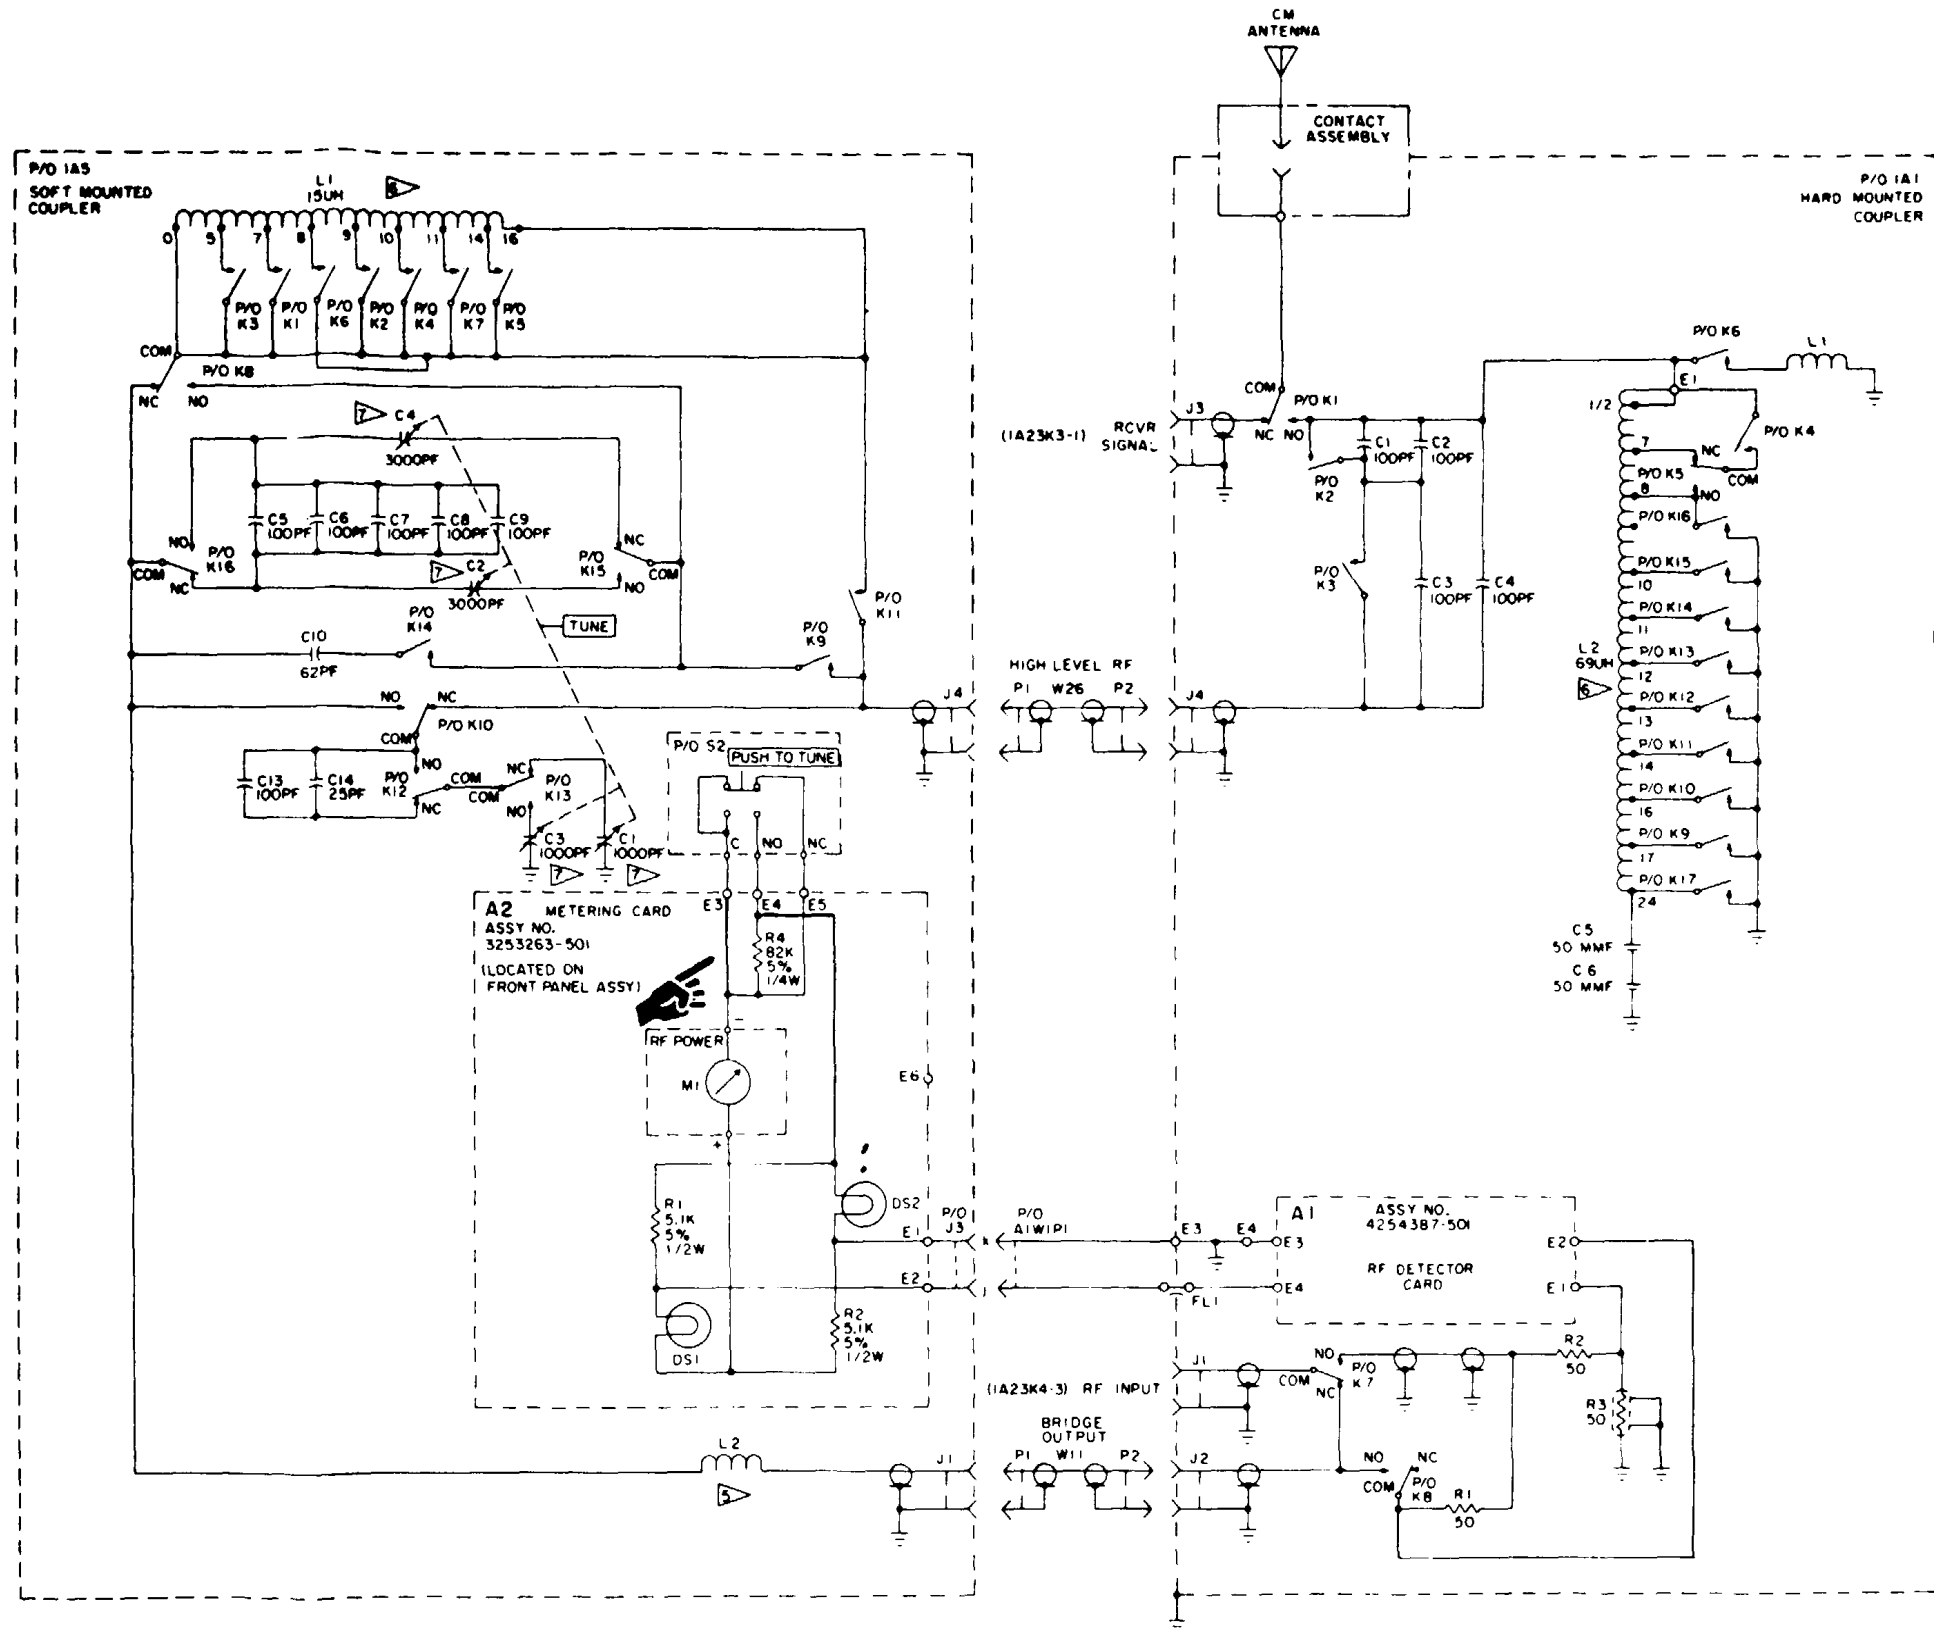 CM
ANTENNA
CONTACT
ASSEMBLY
P/O 1A5
SOFT MOUNTED
COUPLER
L1
15UH
6
P/O 1A1
HARD MOUNTED
COUPLER
0 5 7 8 9 10 11 14 16
P/O K3
P/O K1
P/O K6
P/O K2
P/O K4
P/O K7
P/O K5
COM
P/O K8
NC NO
7
C4
3000PF
C5
100PF
C6
100PF
C7
100PF
C8
100PF
C9
100PF
NO
P/O
K16
COM
NC
7
C2
3000PF
NC
P/O
K15
COM
NO
P/O
K14
TUNE
C10
62PF
P/O
K9
P/O
K11
NO NC
P/O K10
COM
J4
HIGH LEVEL RF
P1 W26 P2
J4
C13
100PF
C14
25PF
NO
P/O
K12
NC
COM
COM
NC
P/O
K13
NO
C3
1000PF
7
C1
1000PF
7
P/O S2
PUSH TO TUNE
C NO NC
A2 METERING CARD
ASSY NO.
3253263-501
(LOCATED ON
FRONT PANEL ASSY)
E3 E4 E5
R4
82K
5%
1/4W
-
RF POWER
M1
+
E6
R1
5.1K
5%
1/2W
DS2
E1
E2
DS1
R2
5.1K
5%
1/2W
P/O
J3
P/O
A1W1P1
k
j
L2
5
J1
BRIDGE
OUTPUT
P1 W11 P2
J2
(1A23K3-1) RCVR
SIGNAL
J3
COM
P/O K1
NC NO
P/O
K2
C1
100PF
C2
100PF
P/O
K3
C3
100PF
C4
100PF
P/O K6
L1
E1
1/2
P/O K4
7
NC
P/O K5
COM
8
NO
P/O K16
P/O K15
10
P/O K14
11
L2
69UH
6
P/O K13
12
P/O K12
13
P/O K11
14
P/O K10
16
P/O K9
17
P/O K17
24
C5
50 MMF
C6
50 MMF
E3 E4
A1
ASSY NO.
4254387-501
RF DETECTOR
CARD
E3
E4
E2
E1
FL1
(1A23K4-3) RF INPUT
J1
NO
COM
P/O
K7
NC
R2
50
R3
50
NO
NC
COM
P/O
K8
R1
50